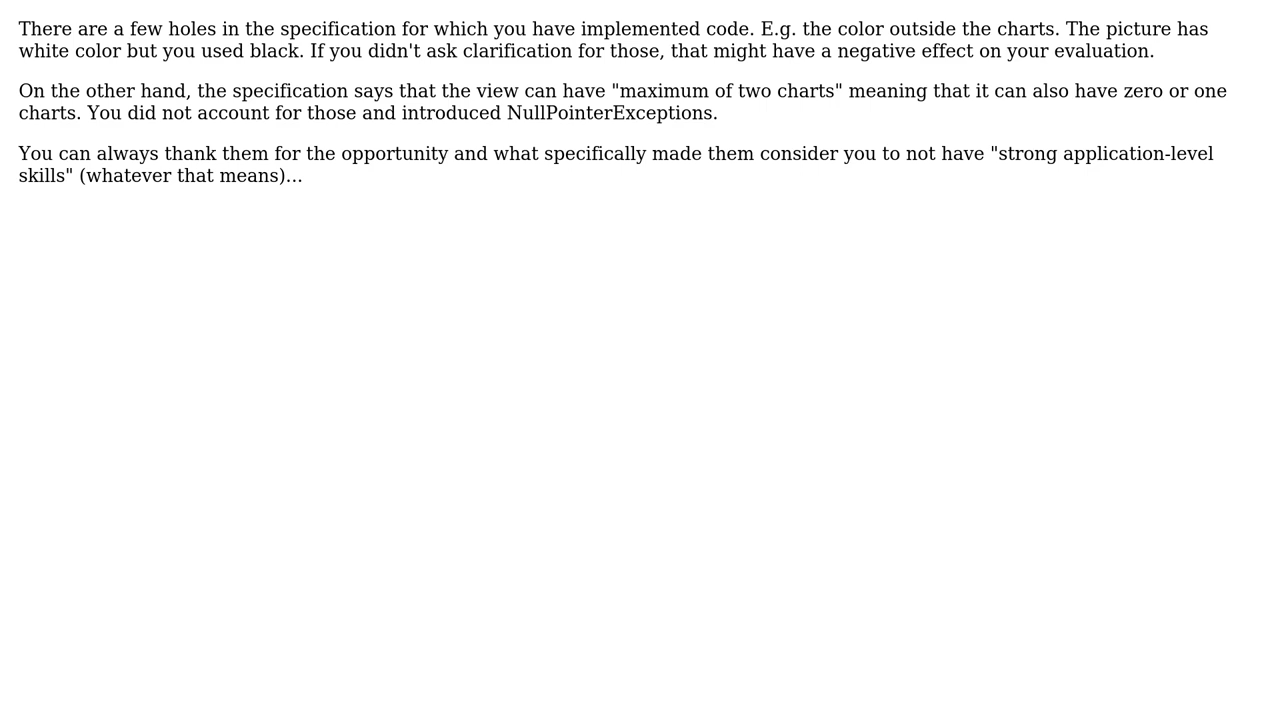 There are a few holes in the specification for which you have implemented code. E.g. the color outside the charts. The picture has
white color but you used black. If you didn't ask clarification for those, that might have a negative effect on your evaluation.
On the other hand, the specification says that the view can have "maximum of two charts" meaning that it can also have zero or one
charts. You did not account for those and introduced NullPointerExceptions.
You can always thank them for the opportunity and what specifically made them consider you to not have "strong application-level
skills" (whatever that means)...